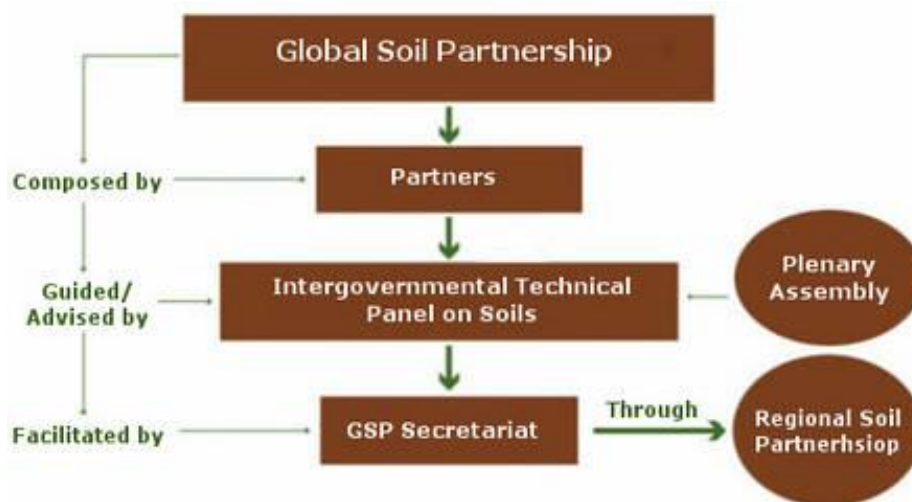 Global Soil Partnership
Composed by
Partners
Guided/
Advised by
Intergovernmental Technical
Panel on Soils
Plenary
Assembly
Facilitated by
GSP Secretariat
Through
Regional Soil
Partnerhsiop